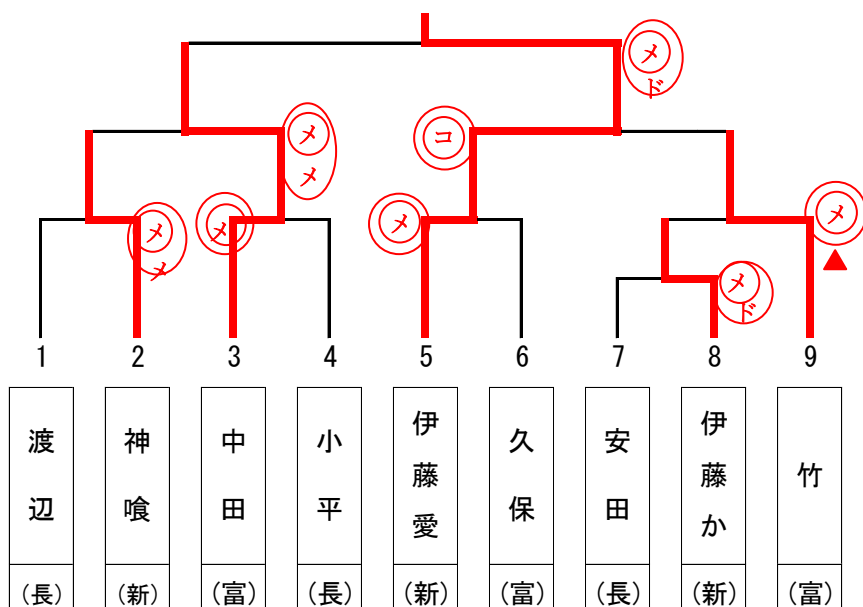 メ
ド
メ
メ
コ
メ
メ
メ
メ
メ
メ
ド
1 2 3 4 5 6 7 8 9
渡辺 神喰 中田 小平 伊藤愛 久保 安田 伊藤か 竹
(長) (新) (富) (長) (新) (富) (長) (新) (富)